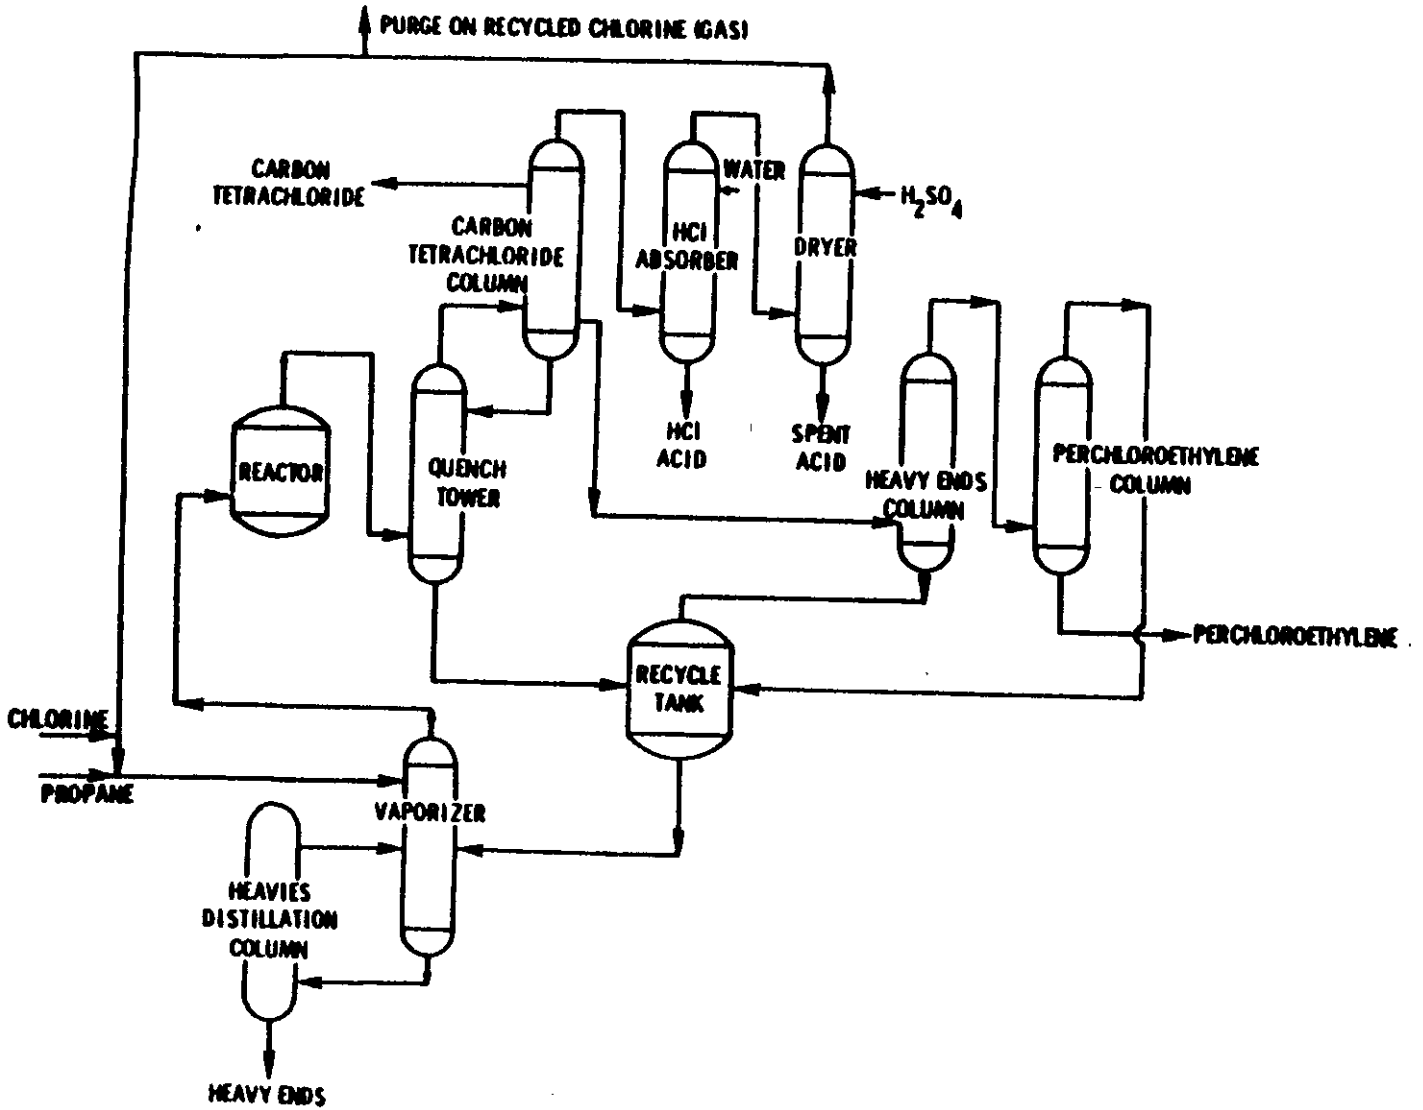 PURGE ON RECYCLED CHLORINE (GAS)
CARBON
TETRACHLORIDE
CARBON
TETRACHLORIDE
COLUMN
HCl
ABSORBER
WATER
DRYER
H2SO4
REACTOR
QUENCH
TOWER
HCl
ACID
SPENT
ACID
HEAVY ENDS
COLUMN
PERCHLOROETHYLENE
COLUMN
PERCHLOROETHYLENE
RECYCLE
TANK
CHLORINE
PROPANE
VAPORIZER
HEAVIES
DISTILLATION
COLUMN
HEAVY ENDS